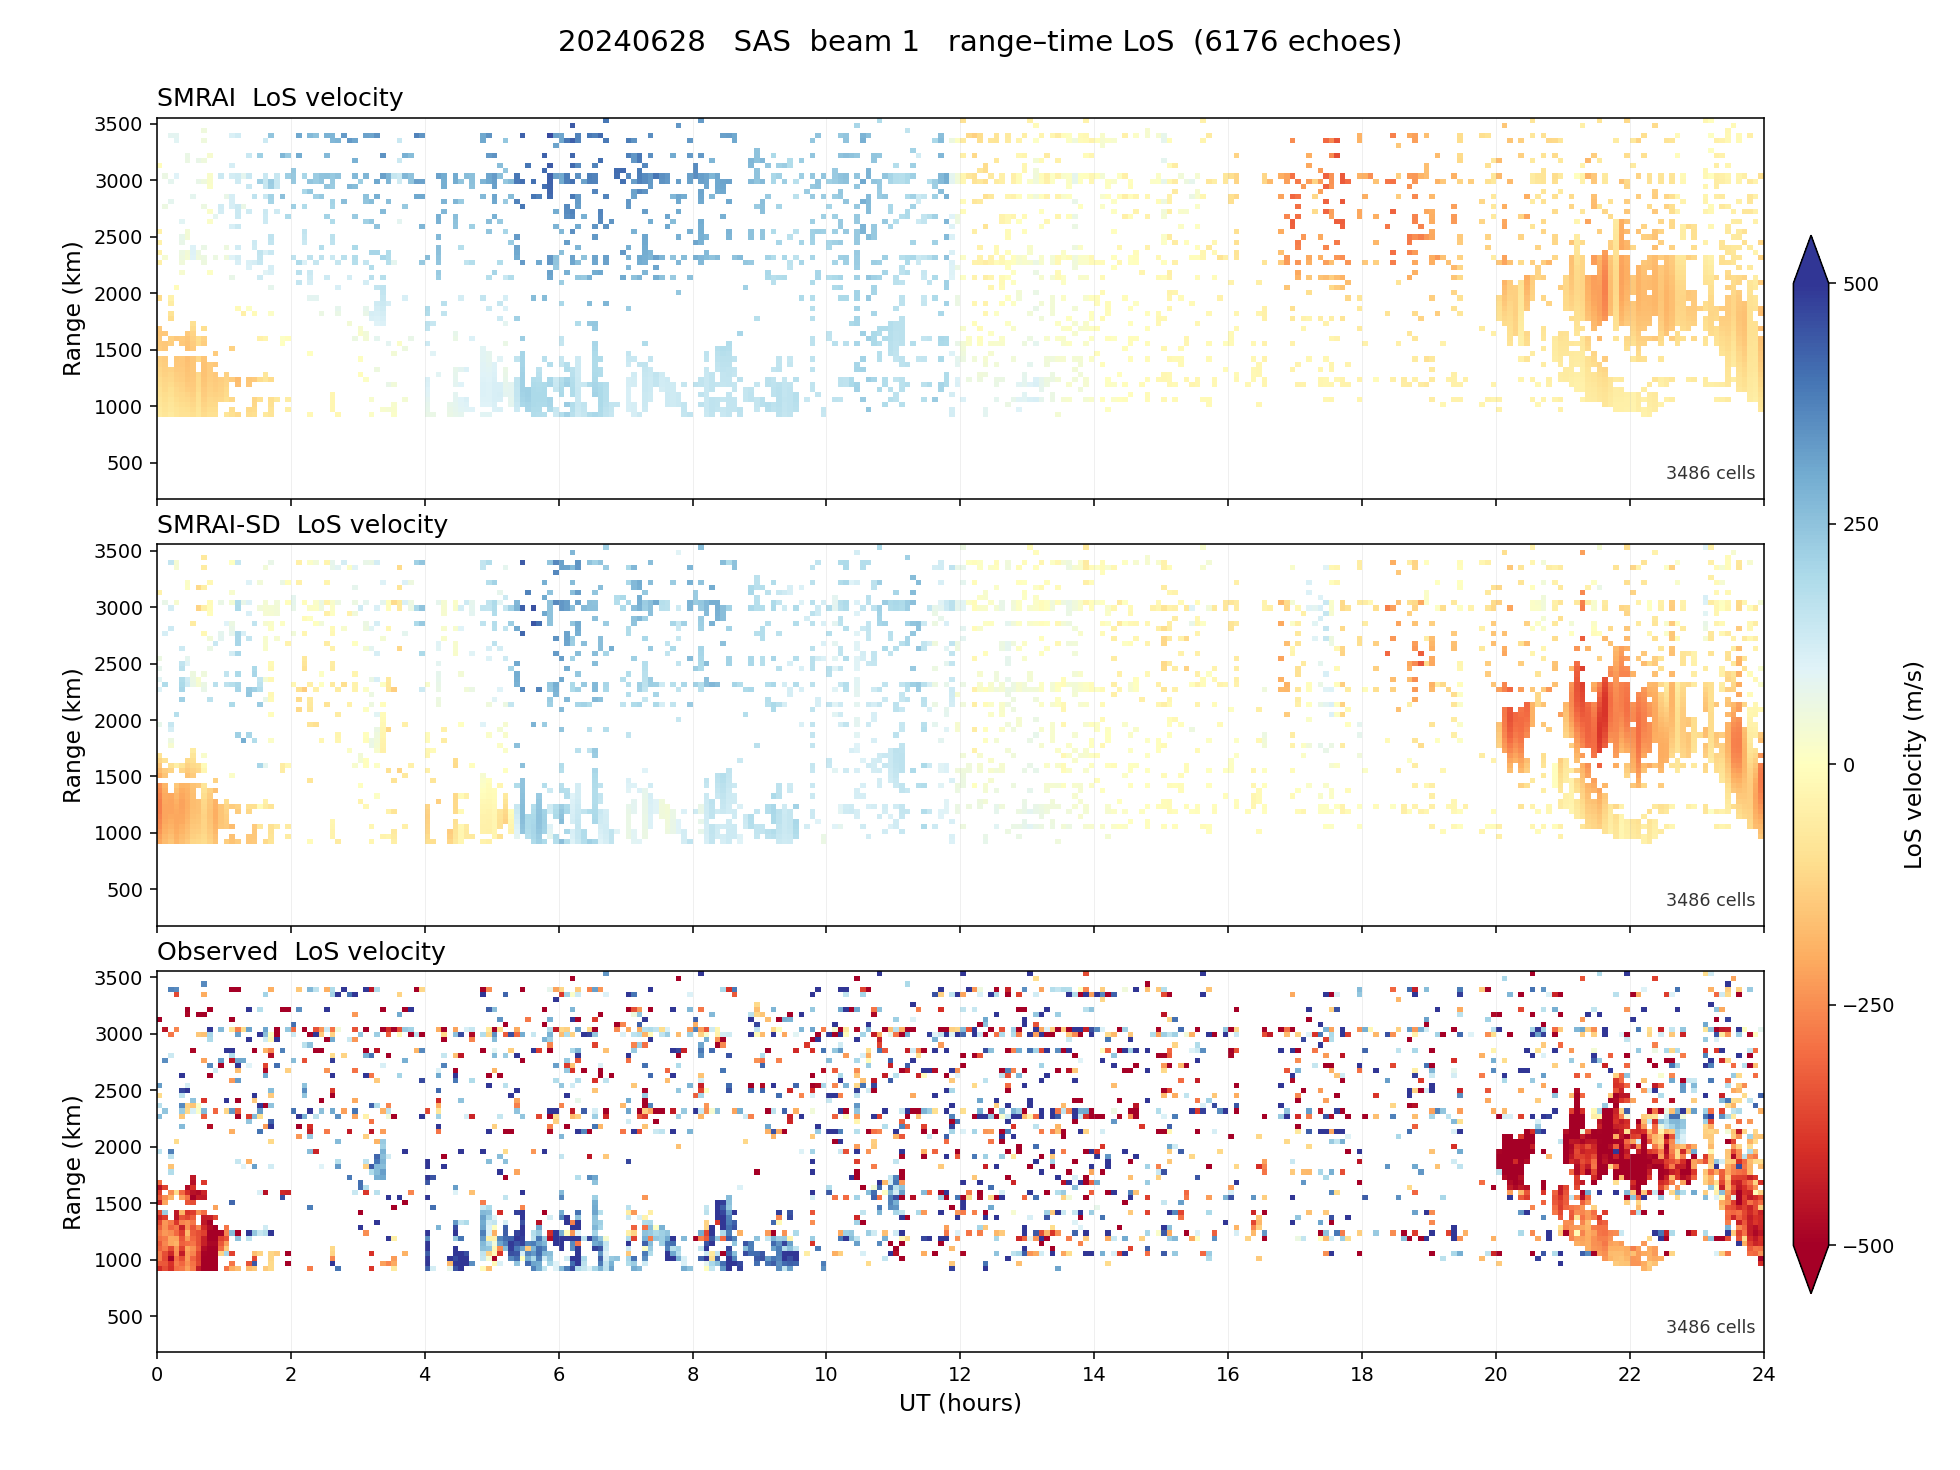 20240628   SAS  beam 1   range–time LoS  (6176 echoes)
SMRAI  LoS velocity
3500
3000
2500
2000
1500
1000
500
Range (km)
3486 cells
SMRAI-SD  LoS velocity
3500
3000
2500
2000
1500
1000
500
Range (km)
3486 cells
Observed  LoS velocity
3500
3000
2500
2000
1500
1000
500
Range (km)
3486 cells
0 2 4 6 8 10 12 14 16 18 20 22 24
UT (hours)
500
250
0
−250
−500
LoS velocity (m/s)